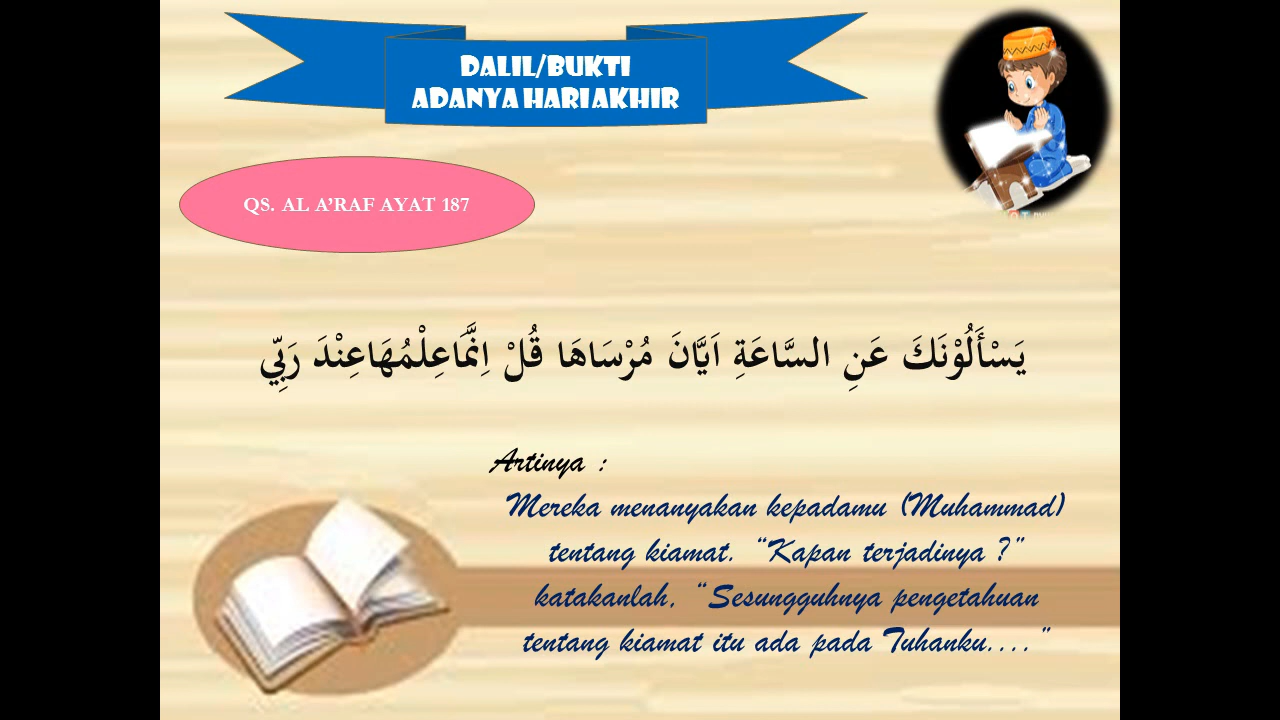 DALIL/BUKTI
ADANYA HARI AKHIR
QS. AL A’RAF AYAT 187
يَسْأَلُوْنَكَ عَنِ السَّاعَةِ اَيَّانَ مُرْسَاهَا قُلْ اِنَّمَاعِلْمُهَاعِنْدَ رَبِّي
Artinya :
Mereka menanyakan kepadamu (Muhammad)
tentang kiamat. “Kapan terjadinya ?”
katakanlah, “Sesungguhnya pengetahuan
tentang kiamat itu ada pada Tuhanku....“